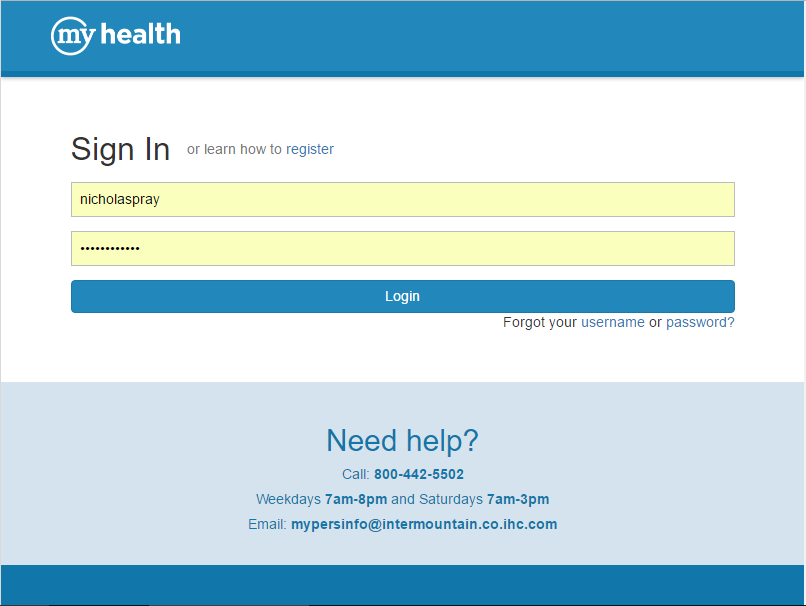 my health
Sign In or learn how to register
nicholaspray
••••••••••••
Login
Forgot your username or password?
Need help?
Call: 800-442-5502
Weekdays 7am-8pm and Saturdays 7am-3pm
Email: mypersinfo@intermountain.co.ihc.com